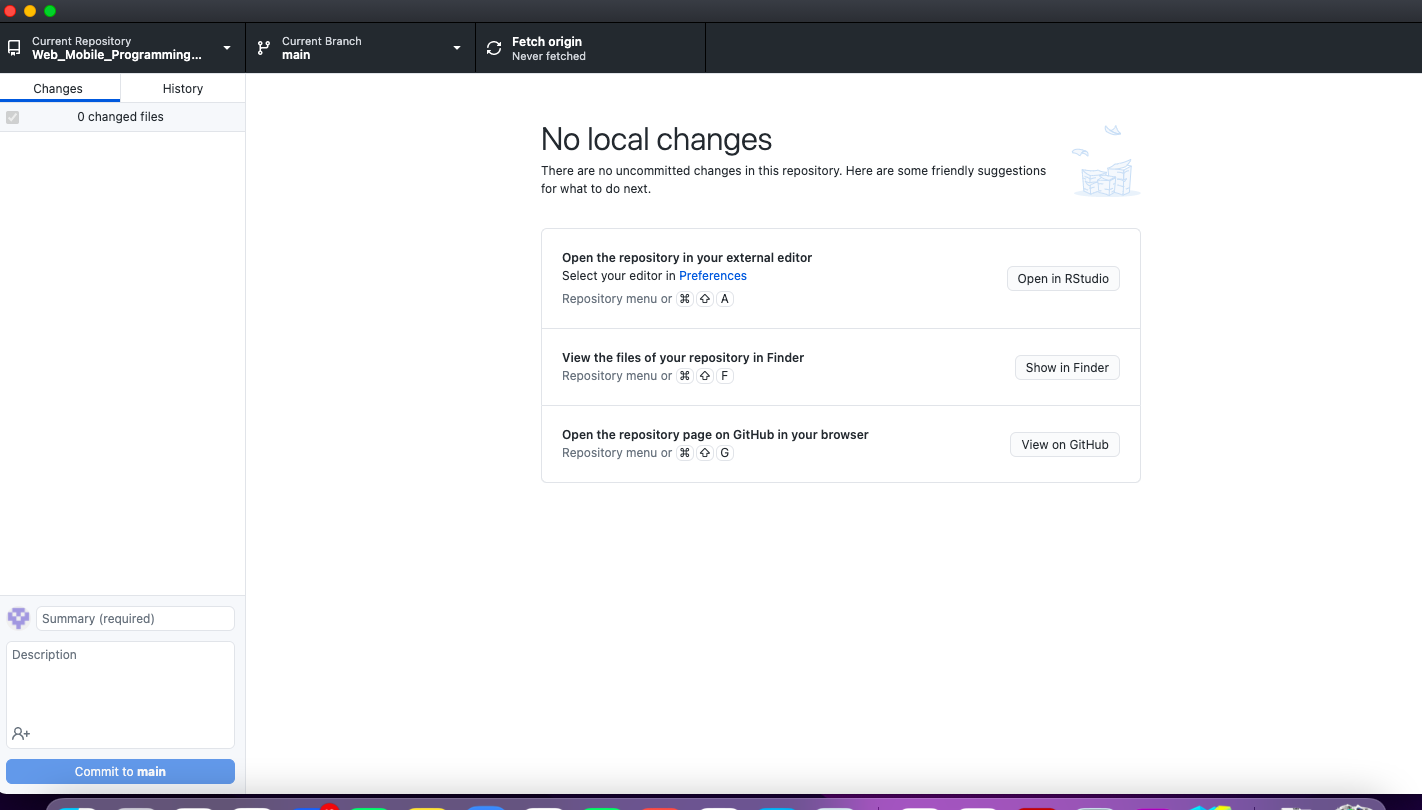 Current Repository
Web_Mobile_Programming...
Current Branch
main
Fetch origin
Never fetched
Changes
History
0 changed files
No local changes
There are no uncommitted changes in this repository. Here are some friendly suggestions
for what to do next.
Open the repository in your external editor
Select your editor in Preferences
Repository menu or ⌘ ⇧ A
Open in RStudio
View the files of your repository in Finder
Repository menu or ⌘ ⇧ F
Show in Finder
Open the repository page on GitHub in your browser
Repository menu or ⌘ ⇧ G
View on GitHub
Summary (required)
Description
Commit to main